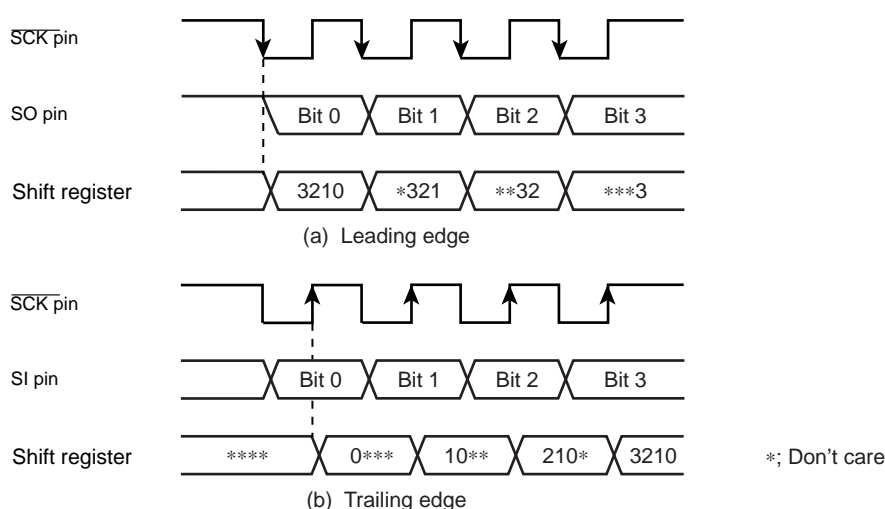 SCK pin
SO pin
Bit 0 Bit 1 Bit 2 Bit 3
Shift register
3210 *321 **32 ***3
(a) Leading edge
SCK pin
SI pin
Bit 0 Bit 1 Bit 2 Bit 3
Shift register
**** 0*** 10** 210* 3210
*; Don't care
(b) Trailing edge